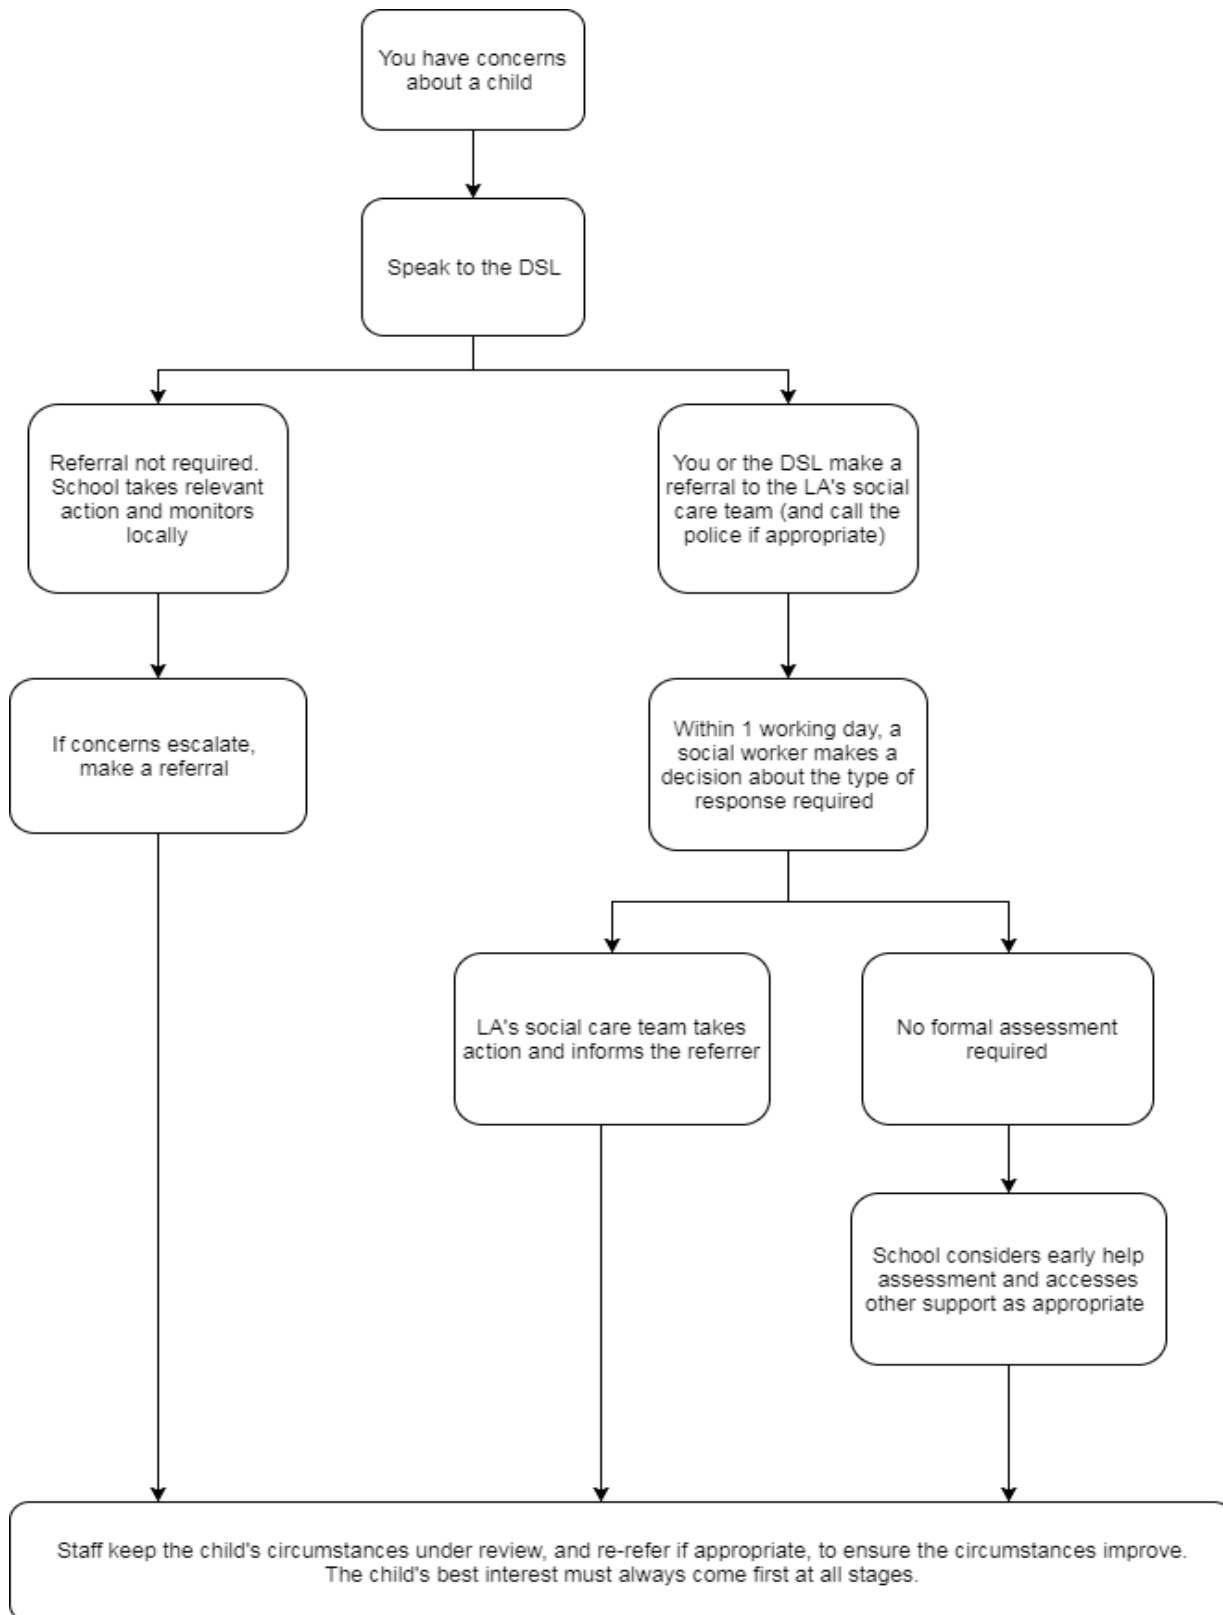 You have concerns
about a child
Speak to the DSL
Referral not required.
School takes relevant
action and monitors
locally
You or the DSL make a
referral to the LA's social
care team (and call the
police if appropriate)
If concerns escalate,
make a referral
Within 1 working day, a
social worker makes a
decision about the type of
response required
LA's social care team takes
action and informs the referrer
No formal assessment
required
School considers early help
assessment and accesses
other support as appropriate
Staff keep the child's circumstances under review, and re-refer if appropriate, to ensure the circumstances improve.
The child's best interest must always come first at all stages.